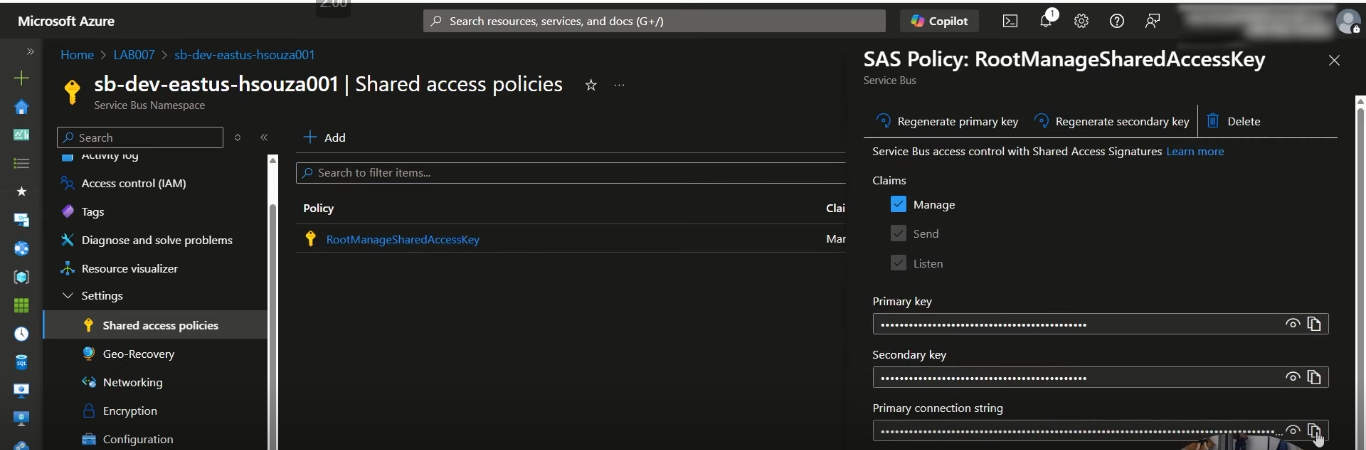 2.00
Microsoft Azure
Search resources, services, and docs (G+/)
Copilot
1
Home > LAB007 > sb-dev-eastus-hsouza001
sb-dev-eastus-hsouza001 | Shared access policies
Service Bus Namespace
Search
Activity log
Access control (IAM)
Tags
Diagnose and solve problems
Resource visualizer
Settings
Shared access policies
Geo-Recovery
Networking
Encryption
Configuration
SQL
Add
Search to filter items...
Policy Clai
RootManageSharedAccessKey Mar
SAS Policy: RootManageSharedAccessKey
Service Bus
Regenerate primary key Regenerate secondary key Delete
Service Bus access control with Shared Access Signatures Learn more
Claims
Manage
Send
Listen
Primary key
Secondary key
Primary connection string